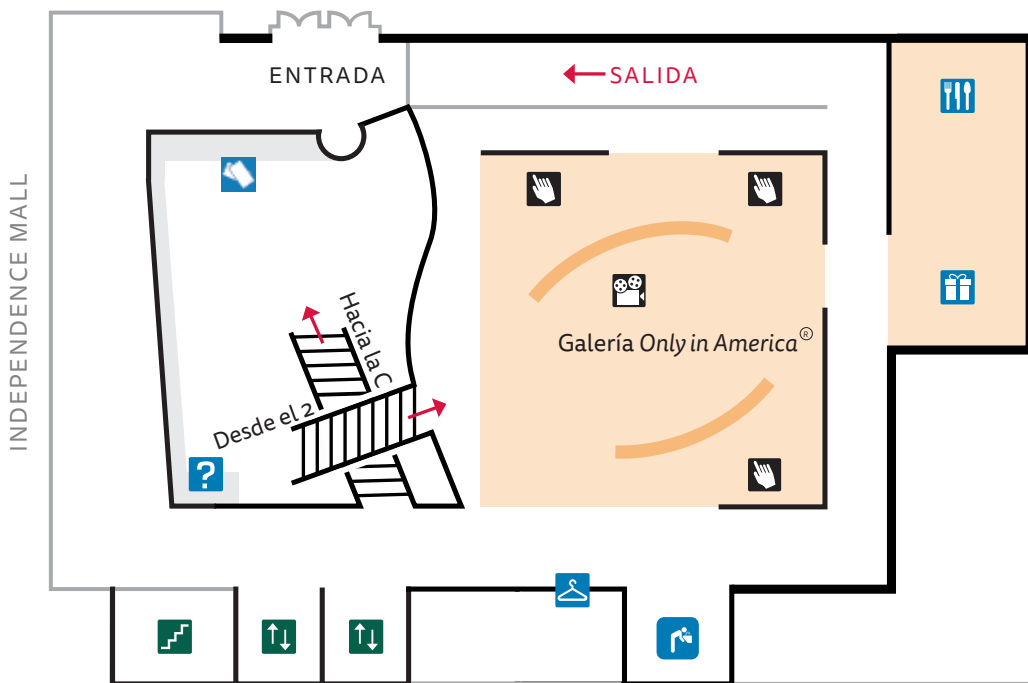 ENTRADA
SALIDA
INDEPENDENCE MALL
Hacia la C
Galería Only in America®
Desde el 2
?